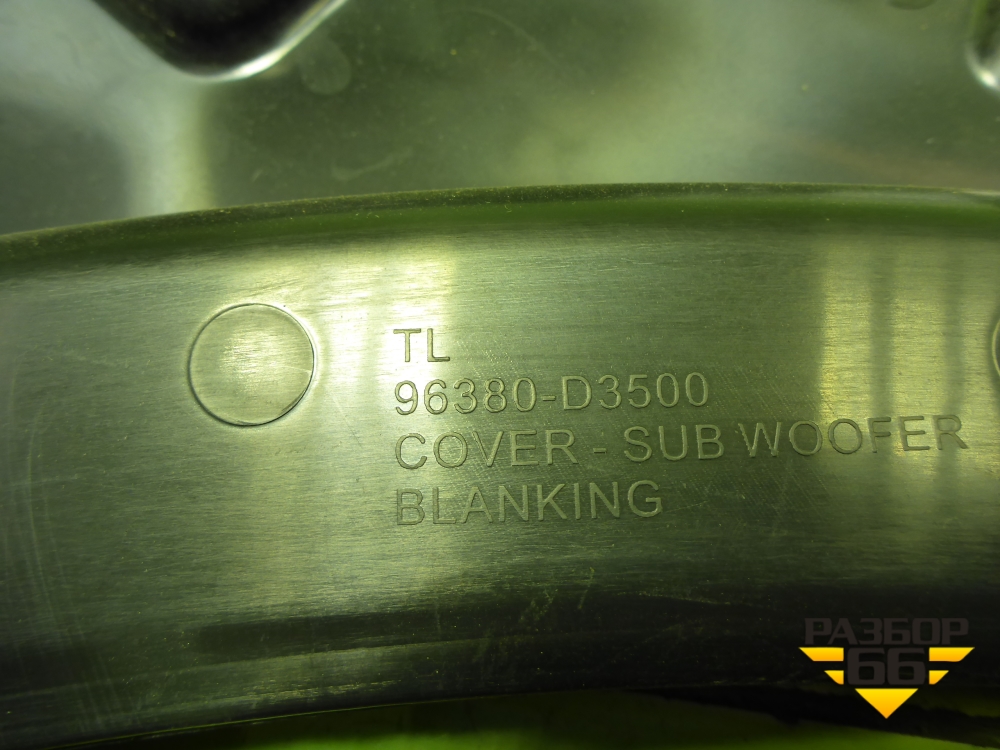 TL
96380-D3500
COVER - SUB WOOFER
BLANKING
РАЗБОР
66